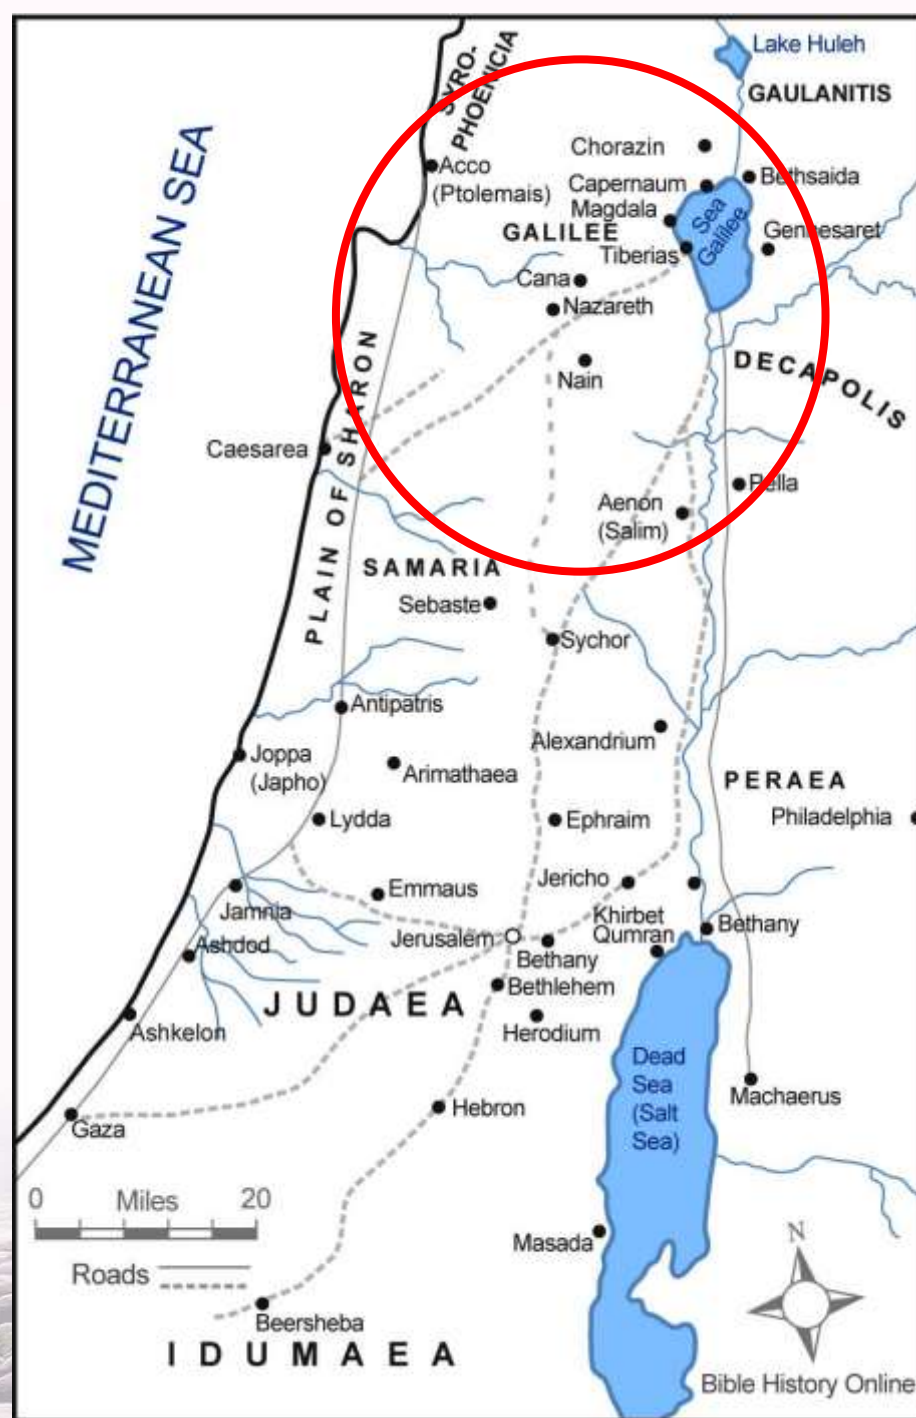 Lake Huleh
SYRO-
PHOENICIA
GAULANITIS
MEDITERRANEAN SEA
Chorazin
Acco
(Ptolemais)
Capernaum
Bethsaida
Magdala
Sea
Galilee
GALILEE
Gennesaret
Tiberias
Cana
Nazareth
PLAIN OF SHARON
DECAPOLIS
Nain
Caesarea
Pella
Aenon
(Salim)
SAMARIA
Sebaste
Sychor
Antipatris
Alexandrium
Joppa
(Japho)
Arimathaea
PERAEA
Lydda
Ephraim
Philadelphia
Emmaus
Jericho
Jamnia
Khirbet
Qumran
Bethany
Jerusalem
Ashdod
Bethany
Bethlehem
JUDAEA
Herodium
Ashkelon
Dead
Sea
(Salt
Sea)
Machaerus
Hebron
Gaza
0 Miles 20
N
Masada
Roads
Beersheba
IDUMAEA
Bible History Online